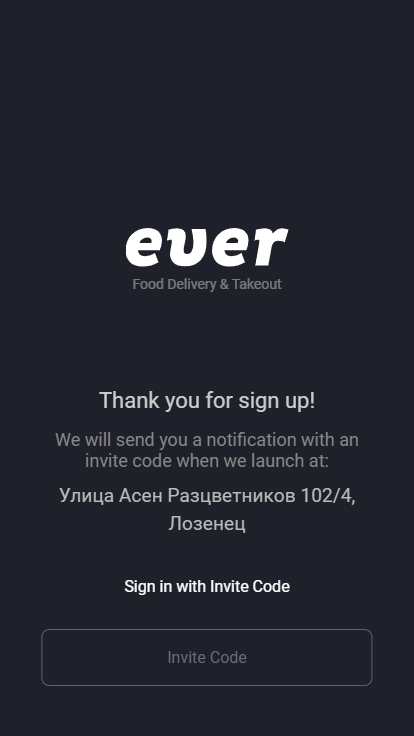 ever
Food Delivery & Takeout
Thank you for sign up!
We will send you a notification with an
invite code when we launch at:
Улица Асен Разцветников 102/4,
Лозенец
Sign in with Invite Code
Invite Code